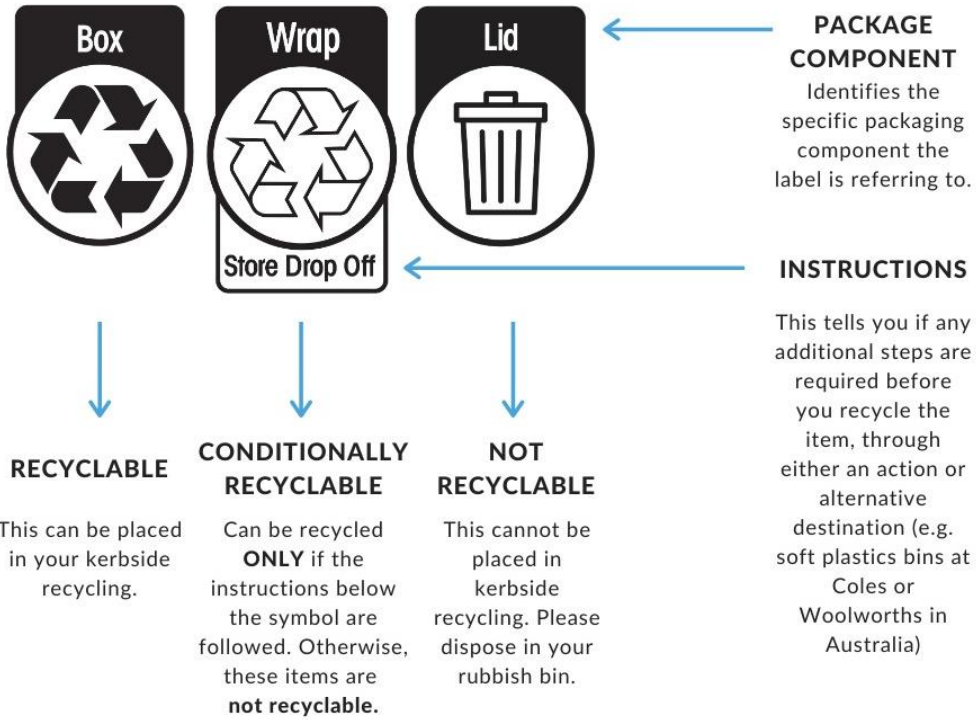 Box
Wrap
Lid
Store Drop Off
PACKAGE
COMPONENT
Identifies the
specific packaging
component the
label is referring to.
INSTRUCTIONS
This tells you if any
additional steps are
required before
you recycle the
item, through
either an action or
alternative
destination (e.g.
soft plastics bins at
Coles or
Woolworths in
Australia)
RECYCLABLE
This can be placed
in your kerbside
recycling.
CONDITIONALLY
RECYCLABLE
Can be recycled
ONLY if the
instructions below
the symbol are
followed. Otherwise,
these items are
not recyclable.
NOT
RECYCLABLE
This cannot be
placed in
kerbside
recycling. Please
dispose in your
rubbish bin.